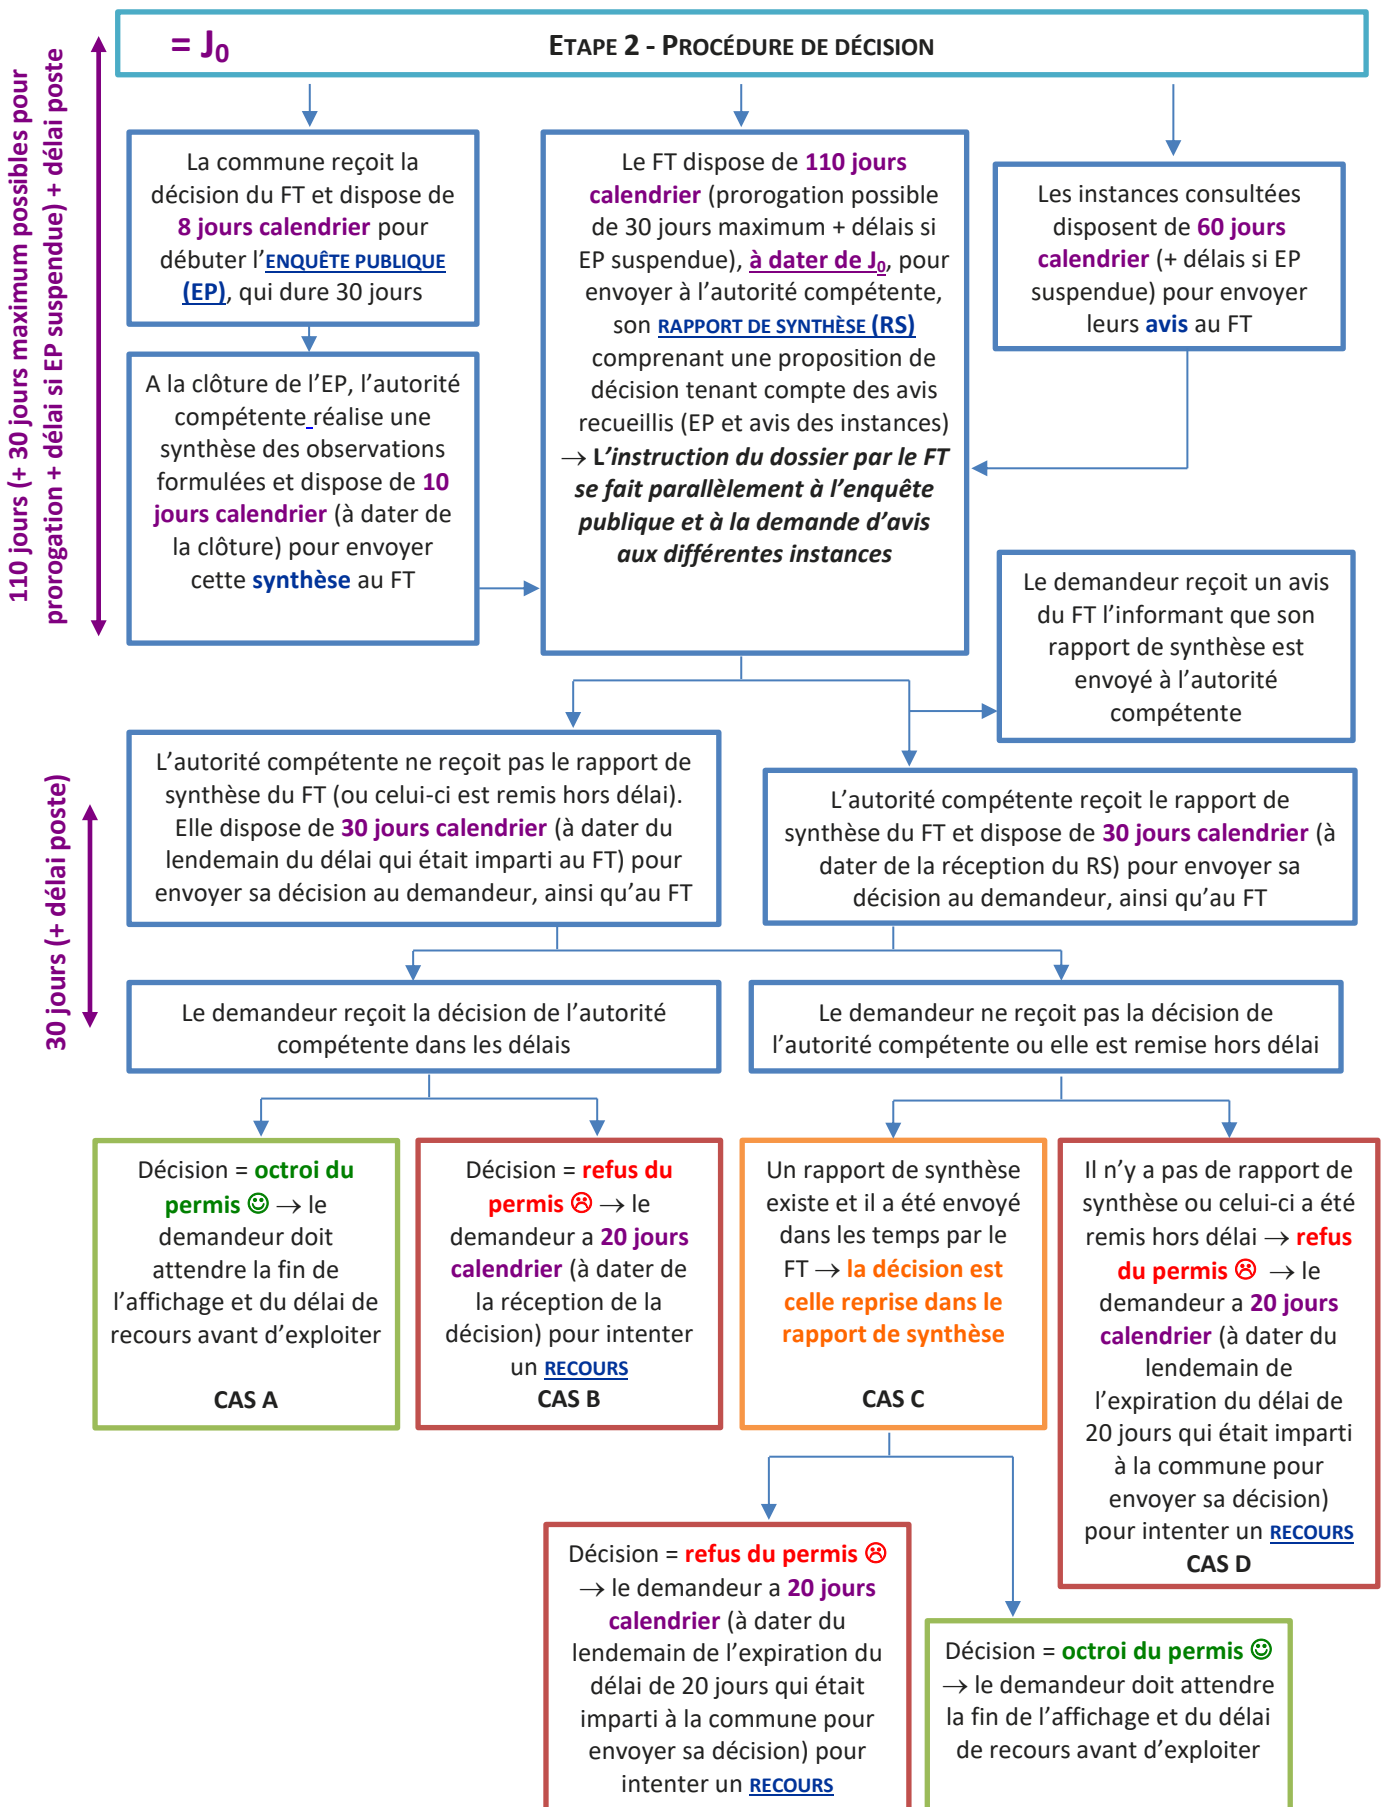 = J0
ETAPE 2 - PROCÉDURE DE DÉCISION
110 jours (+ 30 jours maximum possibles pour
prorogation + délai si EP suspendue) + délai poste
La commune reçoit la
décision du FT et dispose de
8 jours calendrier pour
débuter l’ENQUÊTE PUBLIQUE
(EP), qui dure 30 jours
Le FT dispose de 110 jours
calendrier (prorogation possible
de 30 jours maximum + délais si
EP suspendue), à dater de J0, pour
envoyer à l’autorité compétente,
son RAPPORT DE SYNTHÈSE (RS)
comprenant une proposition de
décision tenant compte des avis
recueillis (EP et avis des instances)
→ L’instruction du dossier par le FT
se fait parallèlement à l’enquête
publique et à la demande d’avis
aux différentes instances
Les instances consultées
disposent de 60 jours
calendrier (+ délais si EP
suspendue) pour envoyer
leurs avis au FT
A la clôture de l’EP, l’autorité
compétente réalise une
synthèse des observations
formulées et dispose de 10
jours calendrier (à dater de
la clôture) pour envoyer
cette synthèse au FT
Le demandeur reçoit un avis
du FT l’informant que son
rapport de synthèse est
envoyé à l’autorité
compétente
30 jours (+ délai poste)
L’autorité compétente ne reçoit pas le rapport de
synthèse du FT (ou celui-ci est remis hors délai).
Elle dispose de 30 jours calendrier (à dater du
lendemain du délai qui était imparti au FT) pour
envoyer sa décision au demandeur, ainsi qu’au FT
L’autorité compétente reçoit le rapport de
synthèse du FT et dispose de 30 jours calendrier (à
dater de la réception du RS) pour envoyer sa
décision au demandeur, ainsi qu’au FT
Le demandeur reçoit la décision de l’autorité
compétente dans les délais
Le demandeur ne reçoit pas la décision de
l’autorité compétente ou elle est remise hors délai
Décision = octroi du
permis ☺ → le
demandeur doit
attendre la fin de
l’affichage et du délai de
recours avant d’exploiter
CAS A
Décision = refus du
permis ☹ → le
demandeur a 20 jours
calendrier (à dater de
la réception de la
décision) pour intenter
un RECOURS
CAS B
Un rapport de synthèse
existe et il a été envoyé
dans les temps par le
FT → la décision est
celle reprise dans le
rapport de synthèse
CAS C
Il n’y a pas de rapport de
synthèse ou celui-ci a été
remis hors délai → refus
du permis ☹ → le
demandeur a 20 jours
calendrier (à dater du
lendemain de
l’expiration du délai de
20 jours qui était imparti
à la commune pour
envoyer sa décision)
pour intenter un RECOURS
CAS D
Décision = refus du permis ☹
→ le demandeur a 20 jours
calendrier (à dater du
lendemain de l’expiration du
délai de 20 jours qui était
imparti à la commune pour
envoyer sa décision) pour
intenter un RECOURS
Décision = octroi du permis ☺
→ le demandeur doit attendre
la fin de l’affichage et du délai
de recours avant d’exploiter